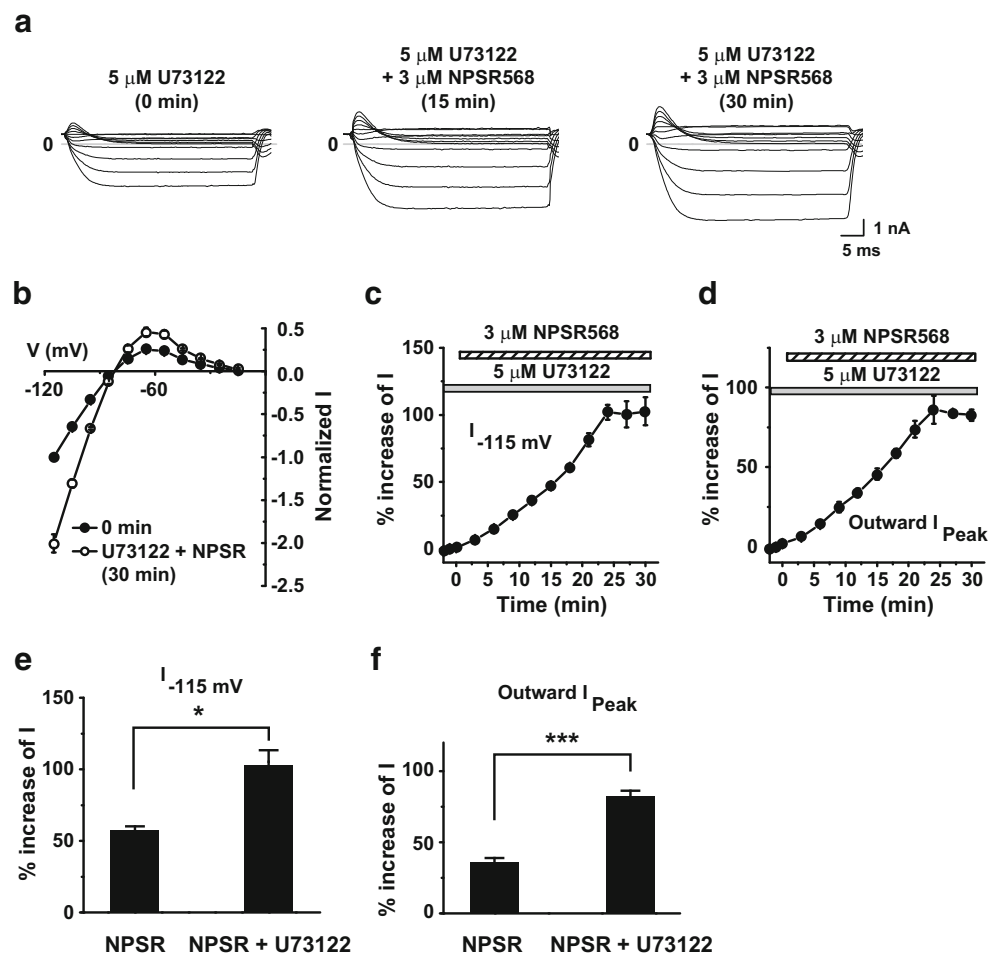 a
5 μM U73122
(0 min)
5 μM U73122
+ 3 μM NPSR568
(15 min)
5 μM U73122
+ 3 μM NPSR568
(30 min)
0
0
0
1 nA
5 ms
b
V (mV)
-120
-60
0.5
0.0
-0.5
-1.0
-1.5
-2.0
-2.5
Normalized I
0 min
U73122 + NPSR
(30 min)
c
3 μM NPSR568
5 μM U73122
I -115 mV
150
100
50
0
% increase of I
0 5 10 15 20 25 30
Time (min)
d
3 μM NPSR568
5 μM U73122
Outward I Peak
100
50
0
% increase of I
0 5 10 15 20 25 30
Time (min)
e
I -115 mV
*
150
100
50
0
% increase of I
NPSR
NPSR + U73122
f
Outward I Peak
***
100
50
0
% increase of I
NPSR
NPSR + U73122